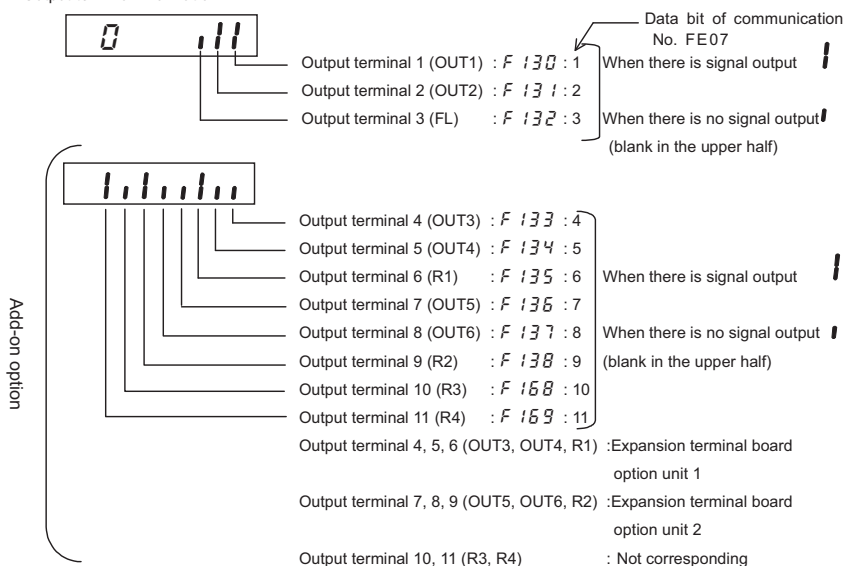 Data bit of communication
No. FE07
0
Output terminal 1 (OUT1) : F130 : 1 When there is signal output
Output terminal 2 (OUT2) : F131 : 2
Output terminal 3 (FL) : F132 : 3 When there is no signal output
(blank in the upper half)
Output terminal 4 (OUT3) : F133 : 4
Output terminal 5 (OUT4) : F134 : 5
Output terminal 6 (R1) : F135 : 6 When there is signal output
Output terminal 7 (OUT5) : F136 : 7
Output terminal 8 (OUT6) : F137 : 8 When there is no signal output
Output terminal 9 (R2) : F138 : 9 (blank in the upper half)
Output terminal 10 (R3) : F168 : 10
Output terminal 11 (R4) : F169 : 11
Add-on option
Output terminal 4, 5, 6 (OUT3, OUT4, R1) :Expansion terminal board
option unit 1
Output terminal 7, 8, 9 (OUT5, OUT6, R2) :Expansion terminal board
option unit 2
Output terminal 10, 11 (R3, R4) : Not corresponding